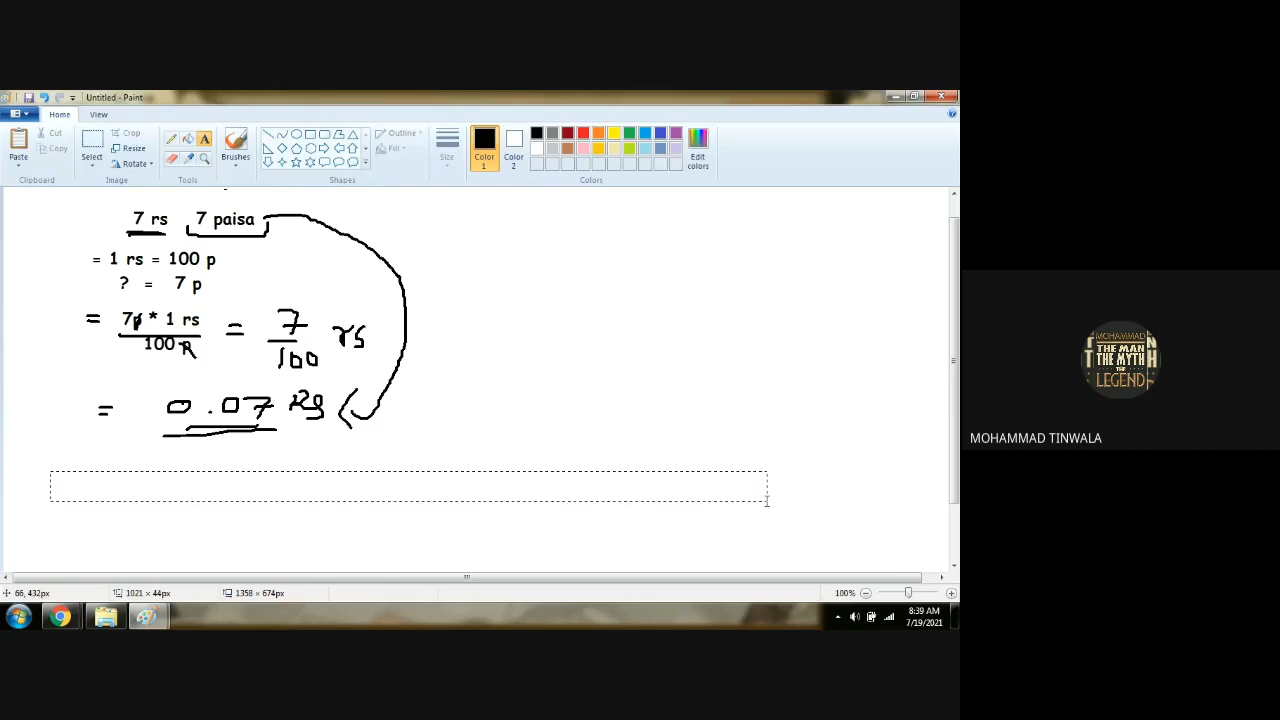 Untitled - Paint
Home View
Paste
Cut
Copy
Clipboard
Select
Crop
Resize
Rotate
Image
Tools
Brushes
Shapes
Outline
Fill
Size
Color 1
Color 2
Edit colors
Colors
7 rs 7 paisa
= 1 rs = 100 p
? = 7 p
= 7p * 1 rs = 7 rs
100 100
= 0.07 Rs
MOHAMMAD
THE MAN
THE MYTH
THE
LEGEND
MOHAMMAD TINWALA
66, 432px 1021 × 44px 1358 × 674px 100%
8:39 AM
7/19/2021